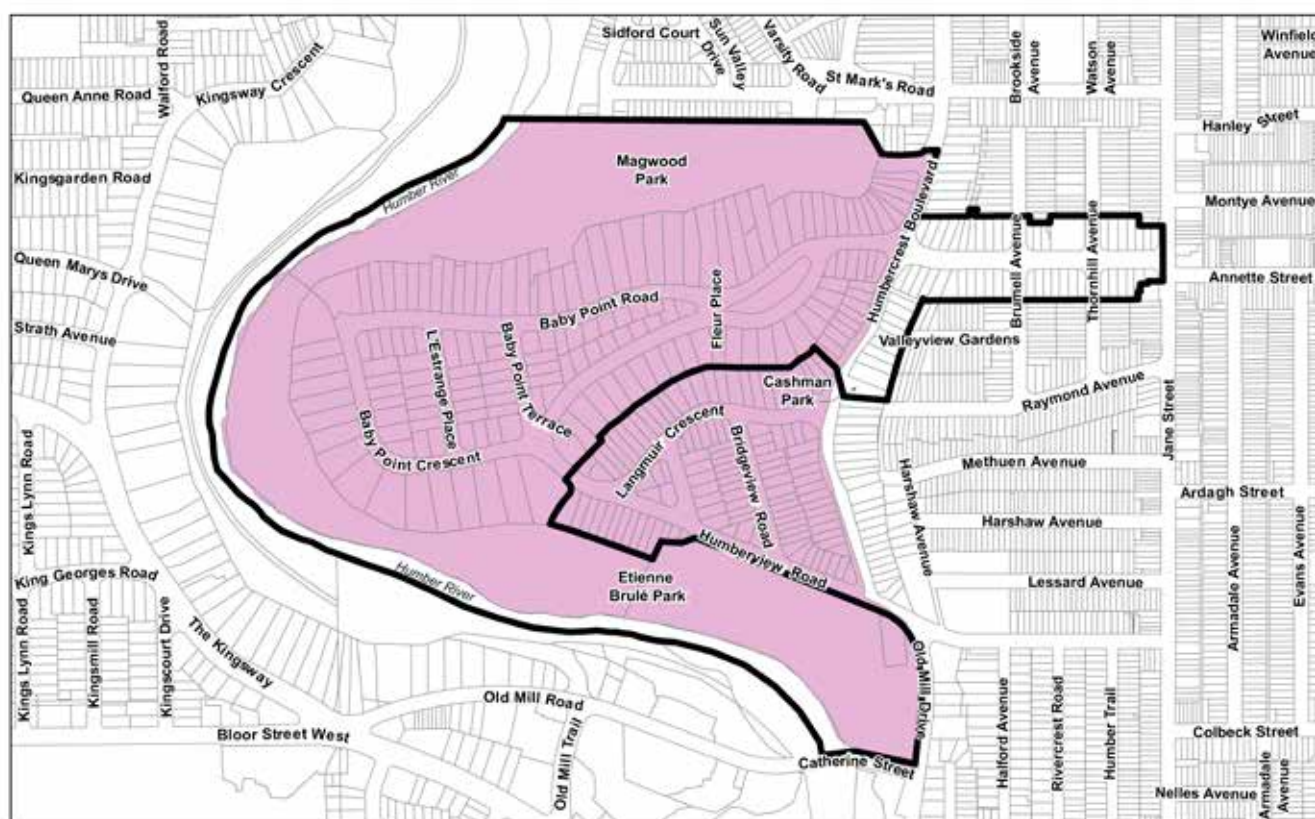 Sidford Court
Sun Valley
Drive
Varsity Road
St Mark's Road
Brookside
Avenue
Watson
Avenue
Winfield
Avenue
Walford Road
Kingsway Crescent
Queen Anne Road
Hanley Street
Kingsgarden Road
Humber River
Magwood
Park
Humbercrest Boulevard
Montye Avenue
Queen Marys Drive
Strath Avenue
Baby Point Road
Fleur Place
Brumell Avenue
Thornhill Avenue
Annette Street
L'Estrange Place
Baby Point Terrace
Valleyview Gardens
Cashman
Park
Raymond Avenue
Jane Street
Baby Point Crescent
Langmuir Crescent
Bridgeview Road
Kings Lynn Road
Harshaw Avenue
Methuen Avenue
Ardagh Street
Harshaw Avenue
Humberview Road
Humber River
Etienne
Brulé Park
Lessard Avenue
Armadale Avenue
Evans Avenue
King Georges Road
Kings Lynn Road
Kingsmill Road
Kingscourt Drive
The Kingsway
Old Mill Drive
Old Mill Road
Old Mill Trail
Bloor Street West
Catherine Street
Halford Avenue
Rivercrest Road
Humber Trail
Colbeck Street
Nelles Avenue
Armadale
Avenue